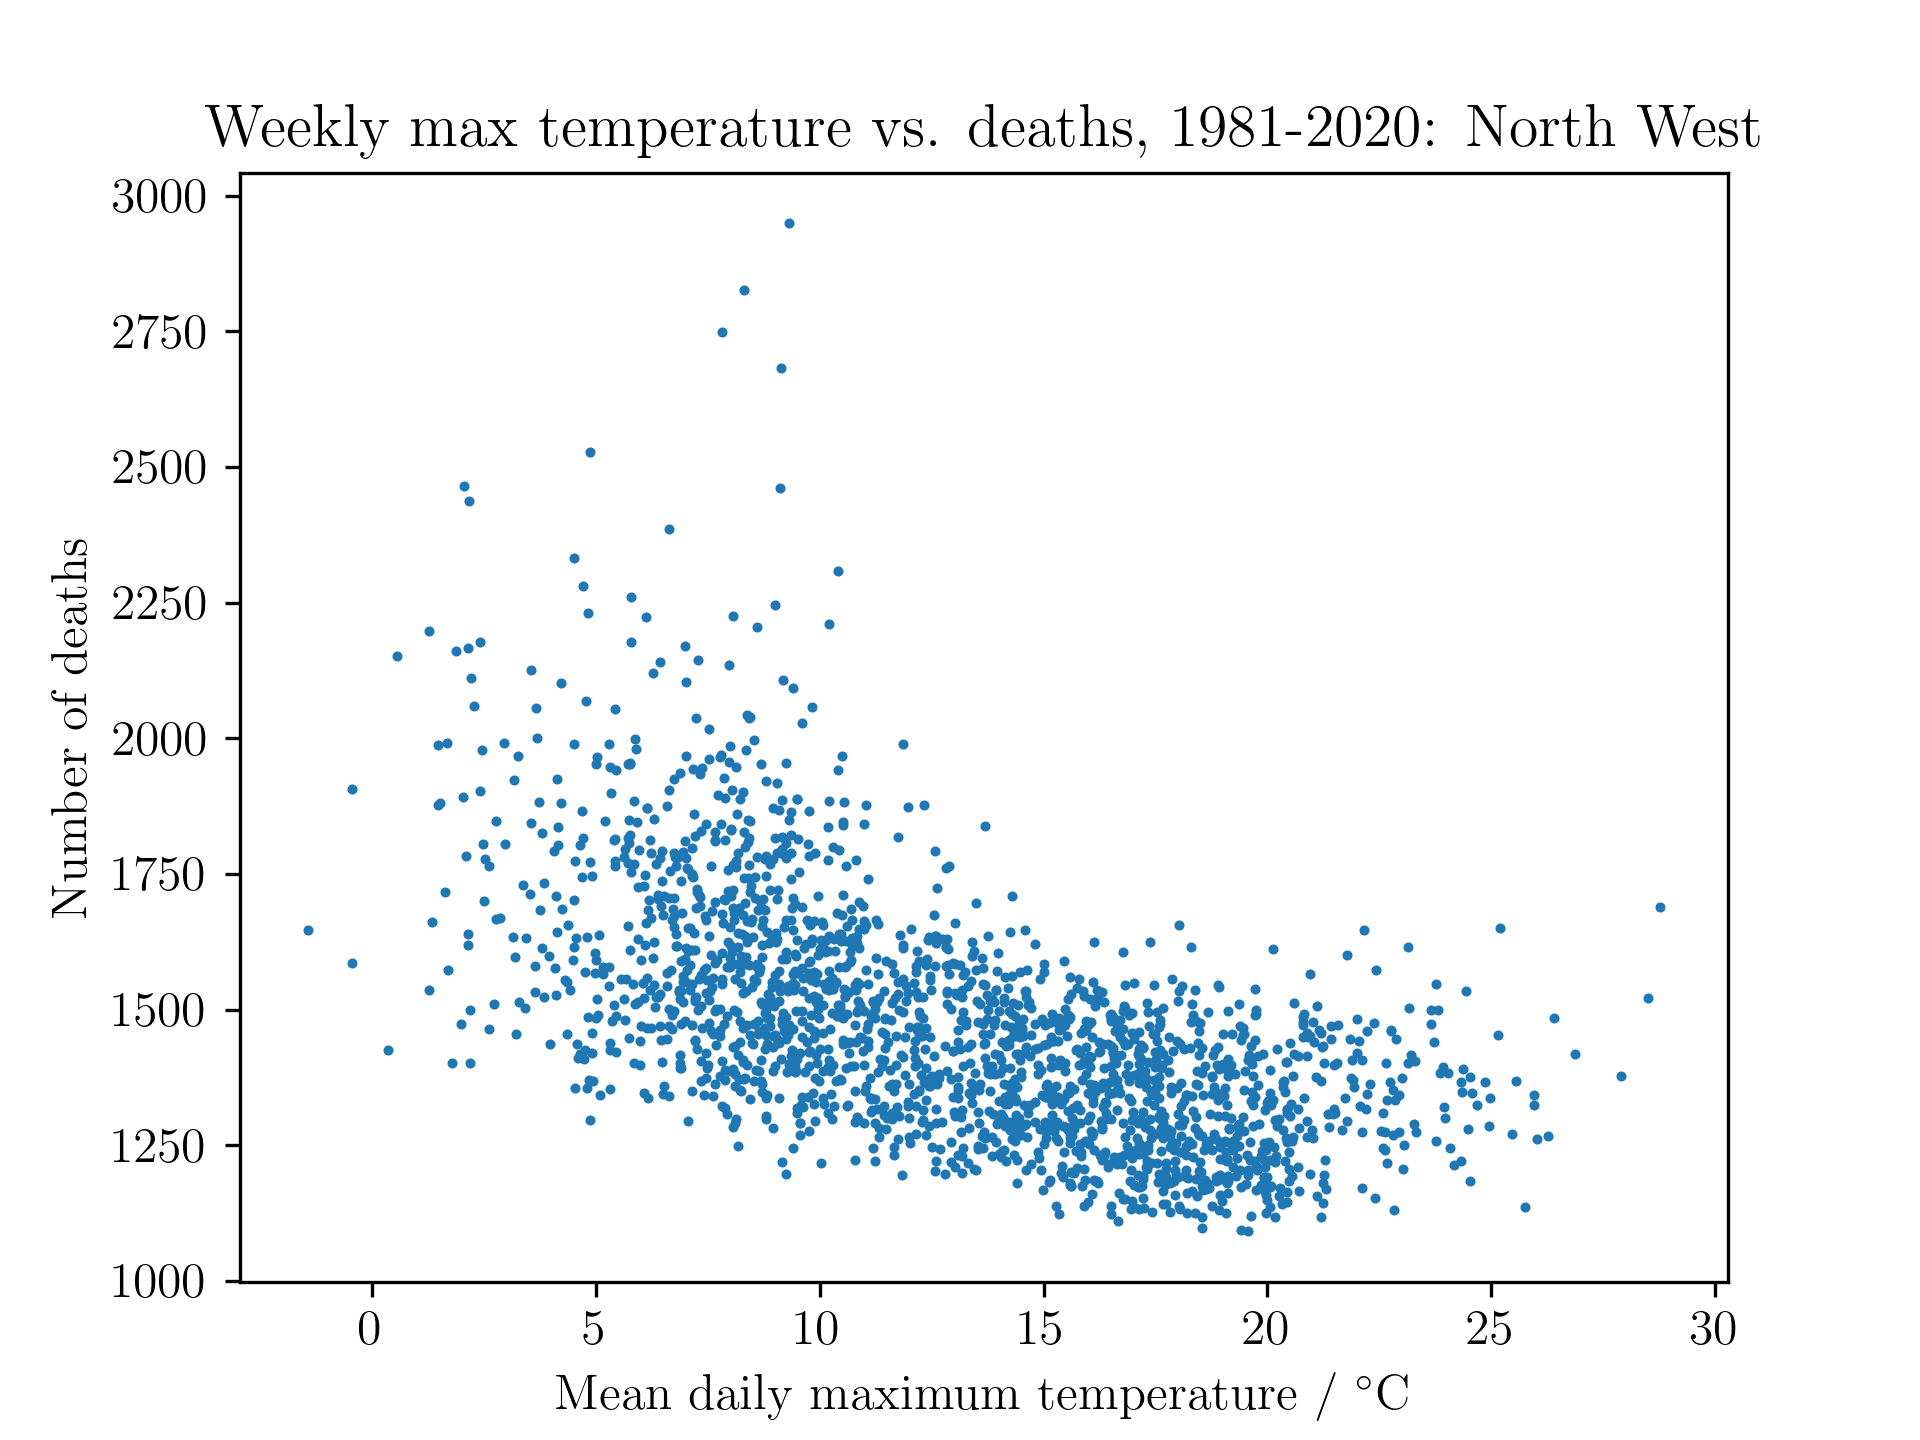 Weekly max temperature vs. deaths, 1981-2020: North West
3000
2750
2500
2250
2000
1750
1500
1250
1000
Number of deaths
0 5 10 15 20 25 30
Mean daily maximum temperature / °C